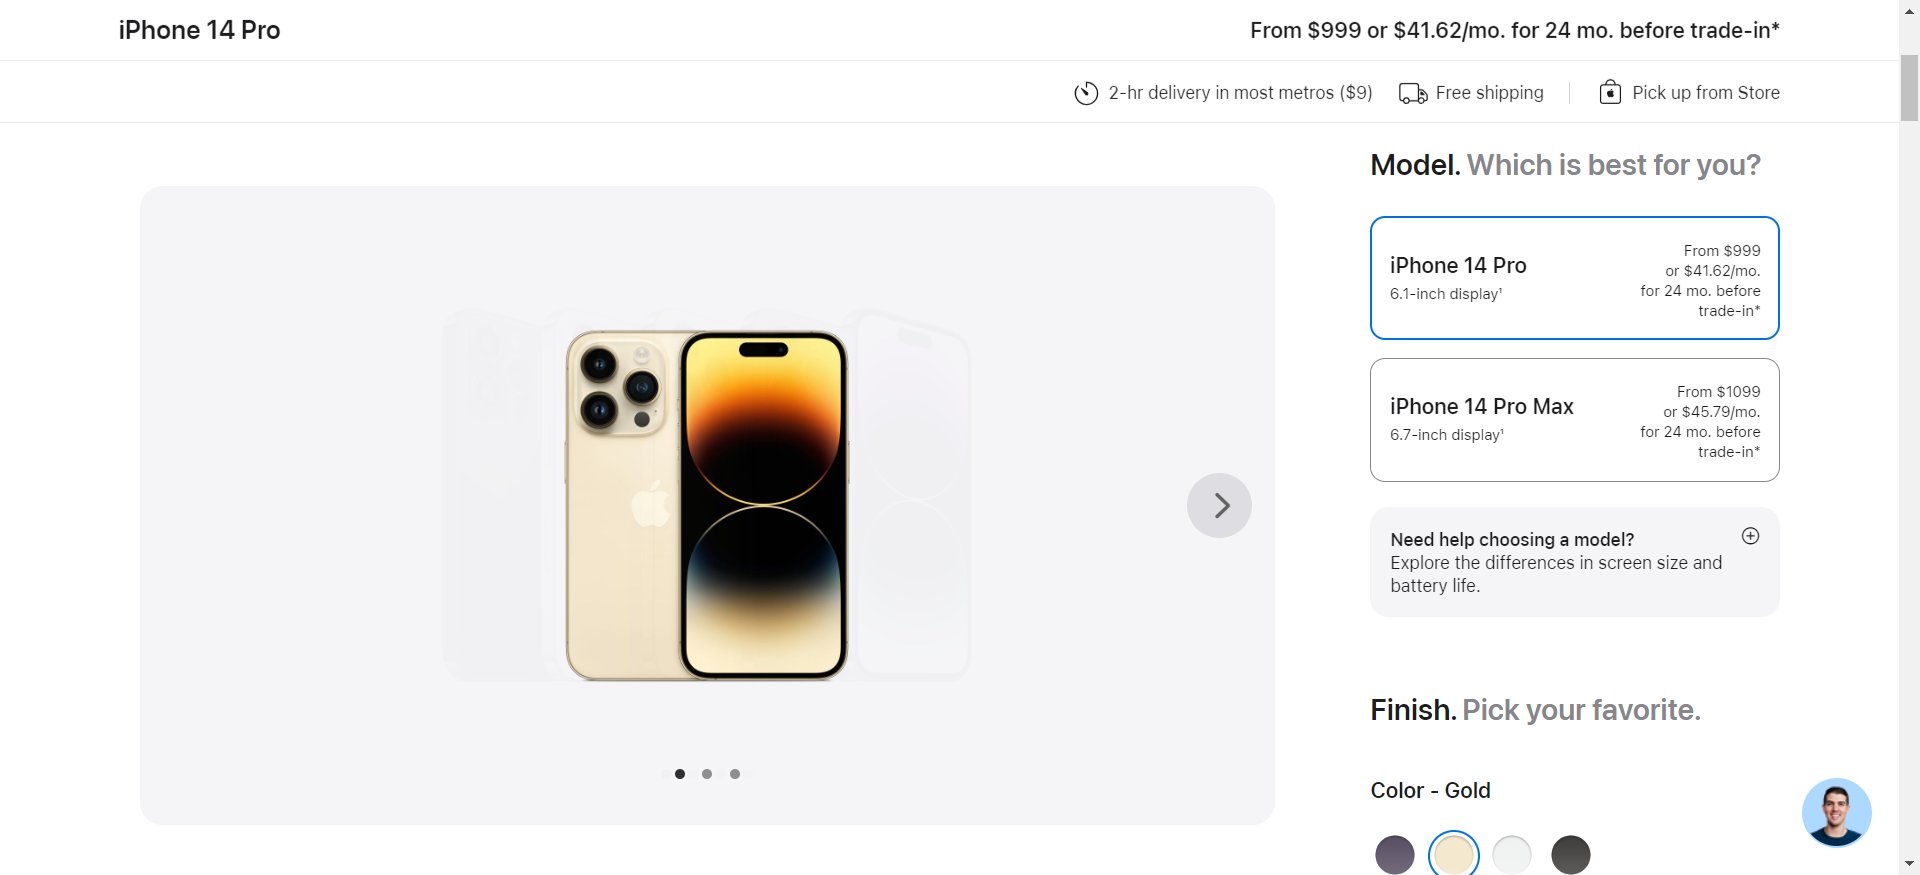 iPhone 14 Pro
From $999 or $41.62/mo. for 24 mo. before trade-in*
2-hr delivery in most metros ($9)
Free shipping
Pick up from Store
Model. Which is best for you?
iPhone 14 Pro
6.1-inch display¹
From $999
or $41.62/mo.
for 24 mo. before
trade-in*
iPhone 14 Pro Max
6.7-inch display¹
From $1099
or $45.79/mo.
for 24 mo. before
trade-in*
Need help choosing a model?
Explore the differences in screen size and
battery life.
Finish. Pick your favorite.
Color - Gold